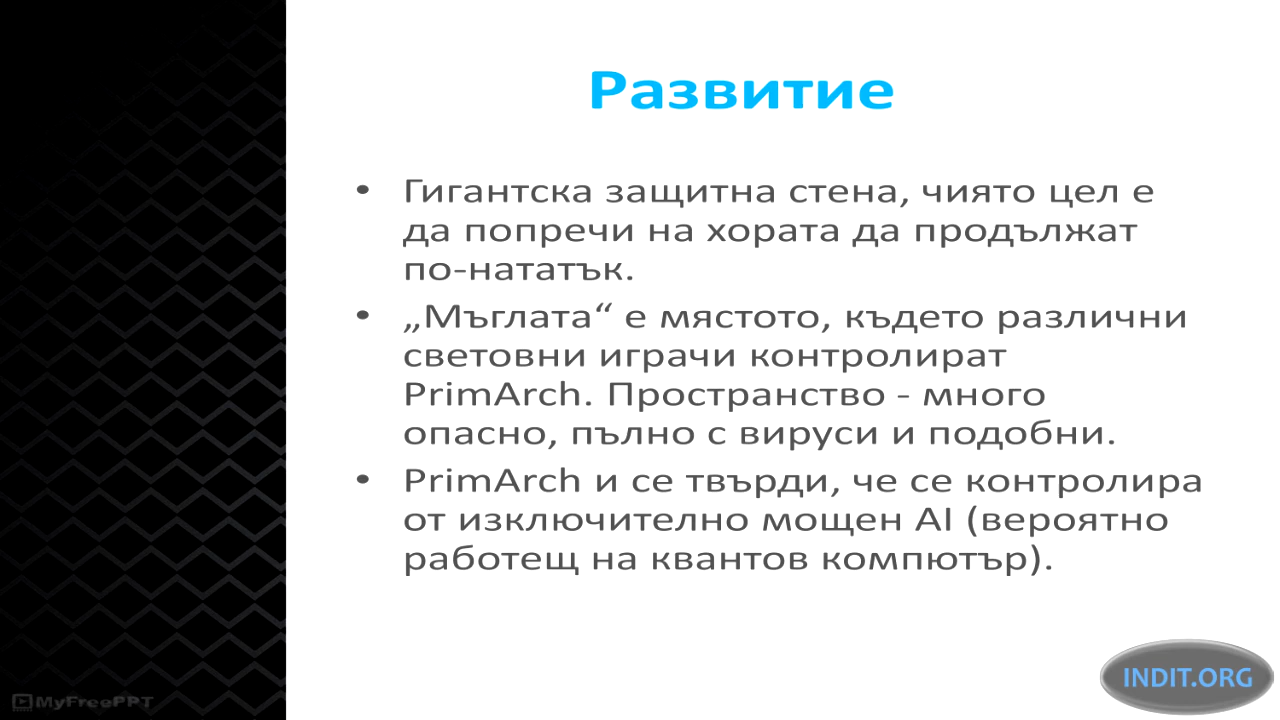 Развитие
• Гигантска защитна стена, чиято цел е
да попречи на хората да продължат
по-нататък.
• „Мъглата“ е мястото, където различни
световни играчи контролират
PrimArch. Пространство - много
опасно, пълно с вируси и подобни.
• PrimArch и се твърди, че се контролира
от изключително мощен AI (вероятно
работещ на квантов компютър).
INDIT.ORG
MyFreePPT